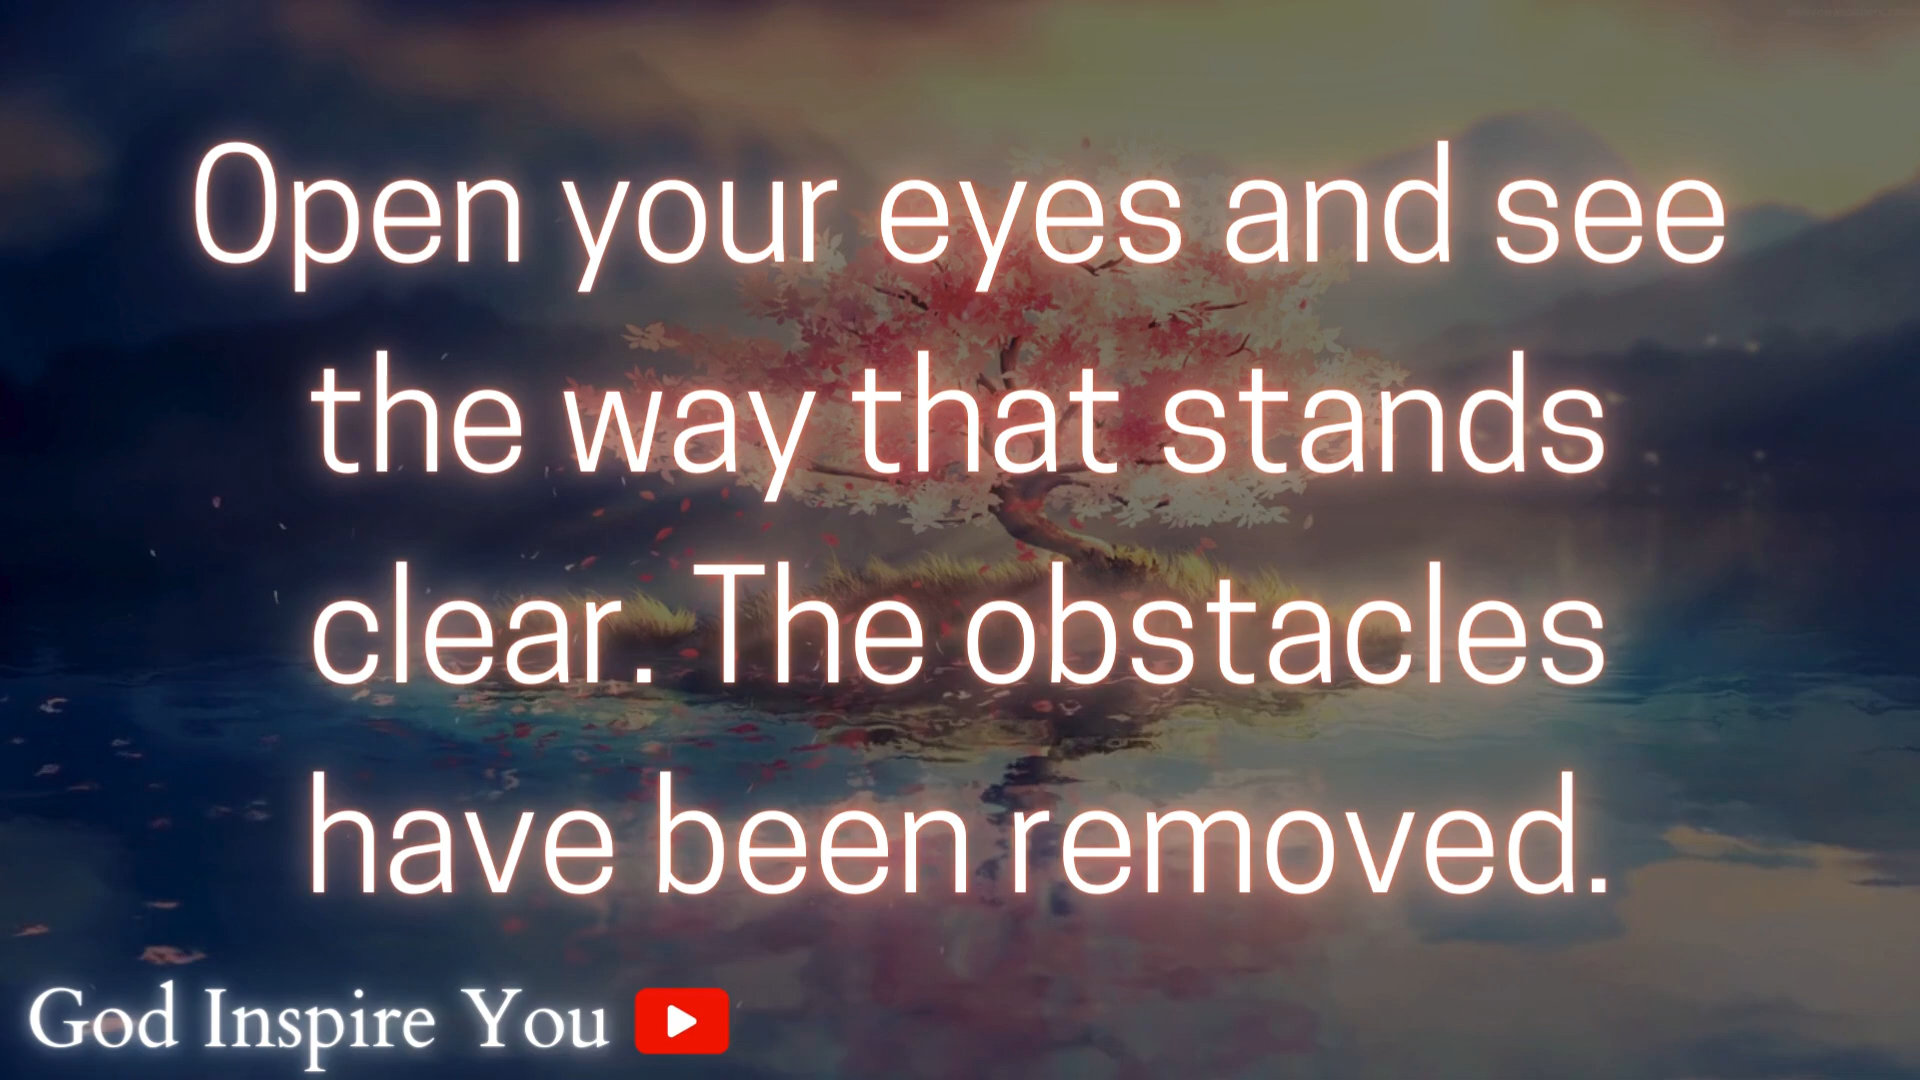 Open your eyes and see
the way that stands
clear. The obstacles
have been removed.
God Inspire You